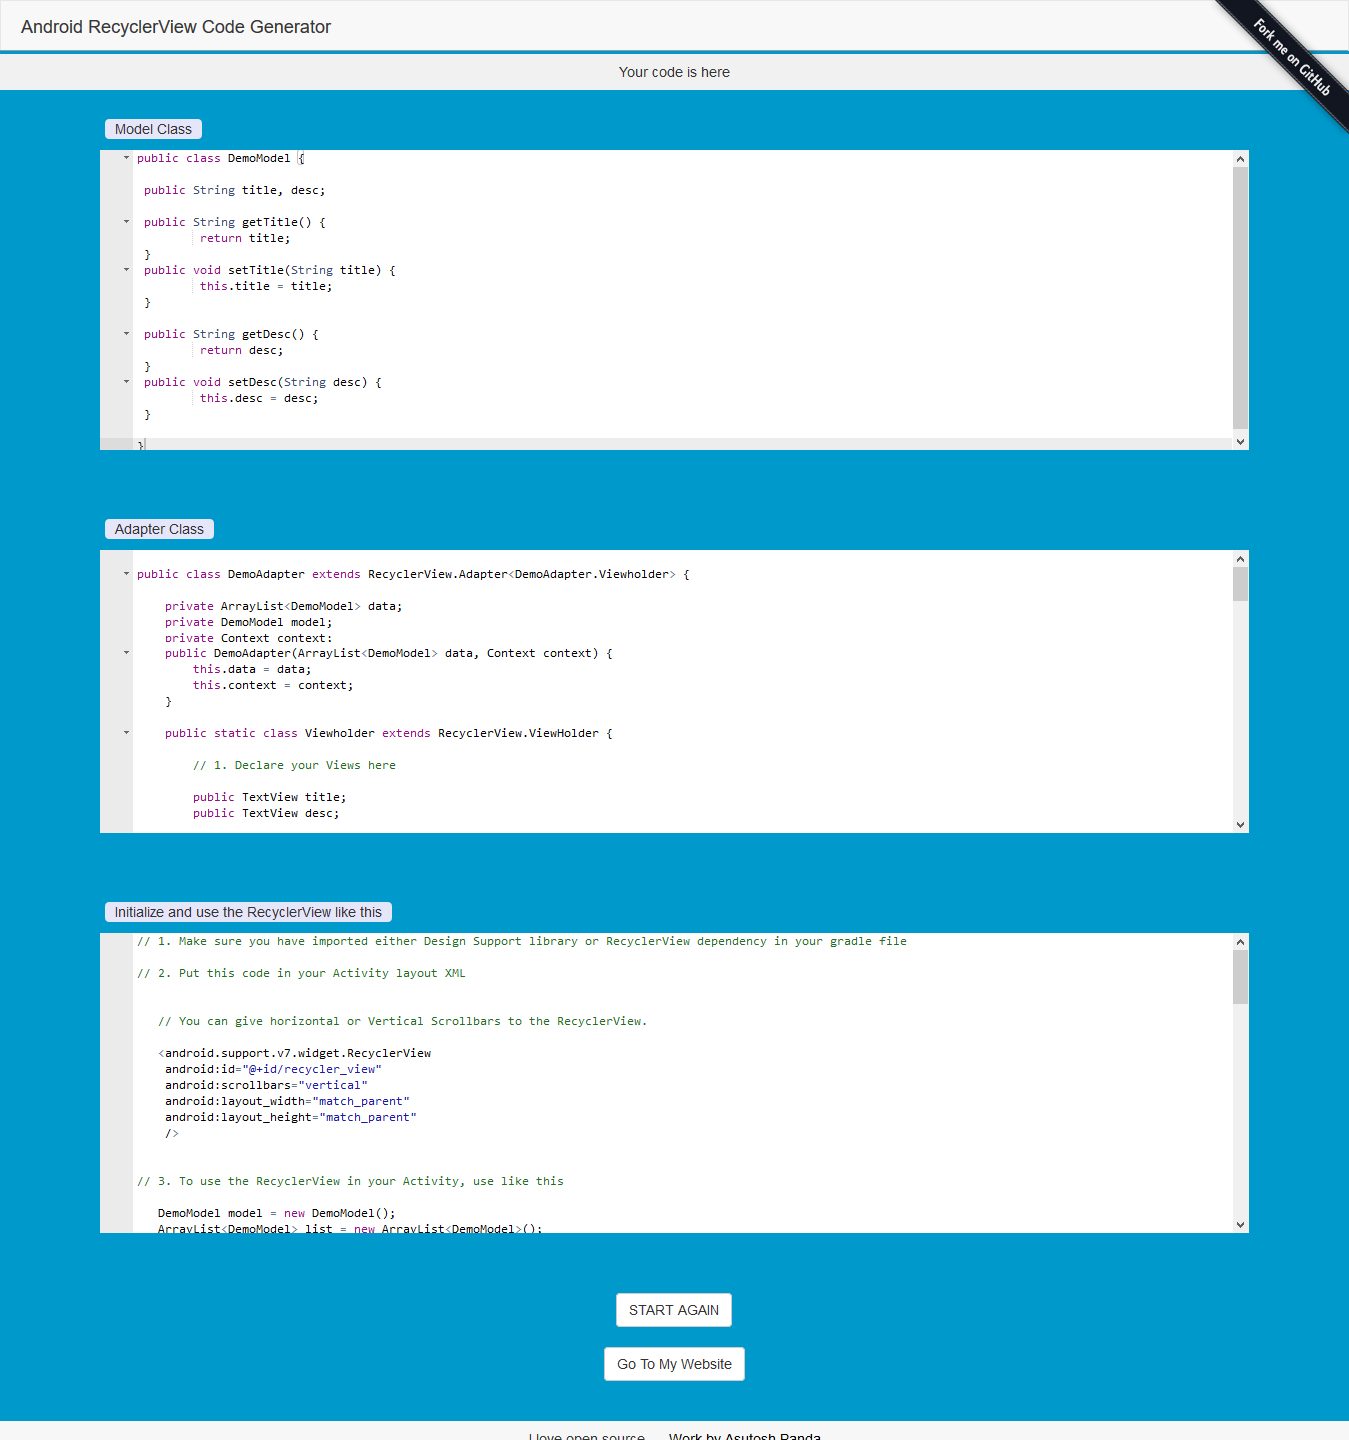 Android RecyclerView Code Generator
Fork me on GitHub
Your code is here
Model Class
public class DemoModel {
public String title, desc;
public String getTitle() {
return title;
}
public void setTitle(String title) {
this.title = title;
}
public String getDesc() {
return desc;
}
public void setDesc(String desc) {
this.desc = desc;
}
}
Adapter Class
public class DemoAdapter extends RecyclerView.Adapter<DemoAdapter.Viewholder> {
private ArrayList<DemoModel> data;
private DemoModel model;
private Context context;
public DemoAdapter(ArrayList<DemoModel> data, Context context) {
this.data = data;
this.context = context;
}
public static class Viewholder extends RecyclerView.ViewHolder {
// 1. Declare your Views here
public TextView title;
public TextView desc;
Initialize and use the RecyclerView like this
// 1. Make sure you have imported either Design Support library or RecyclerView dependency in your gradle file
// 2. Put this code in your Activity layout XML
// You can give horizontal or Vertical Scrollbars to the RecyclerView.
<android.support.v7.widget.RecyclerView
android:id="@+id/recycler_view"
android:scrollbars="vertical"
android:layout_width="match_parent"
android:layout_height="match_parent"
/>
// 3. To use the RecyclerView in your Activity, use like this
DemoModel model = new DemoModel();
ArrayList<DemoModel> list = new ArrayList<DemoModel>();
START AGAIN
Go To My Website
I love open source Work by Asutosh Panda